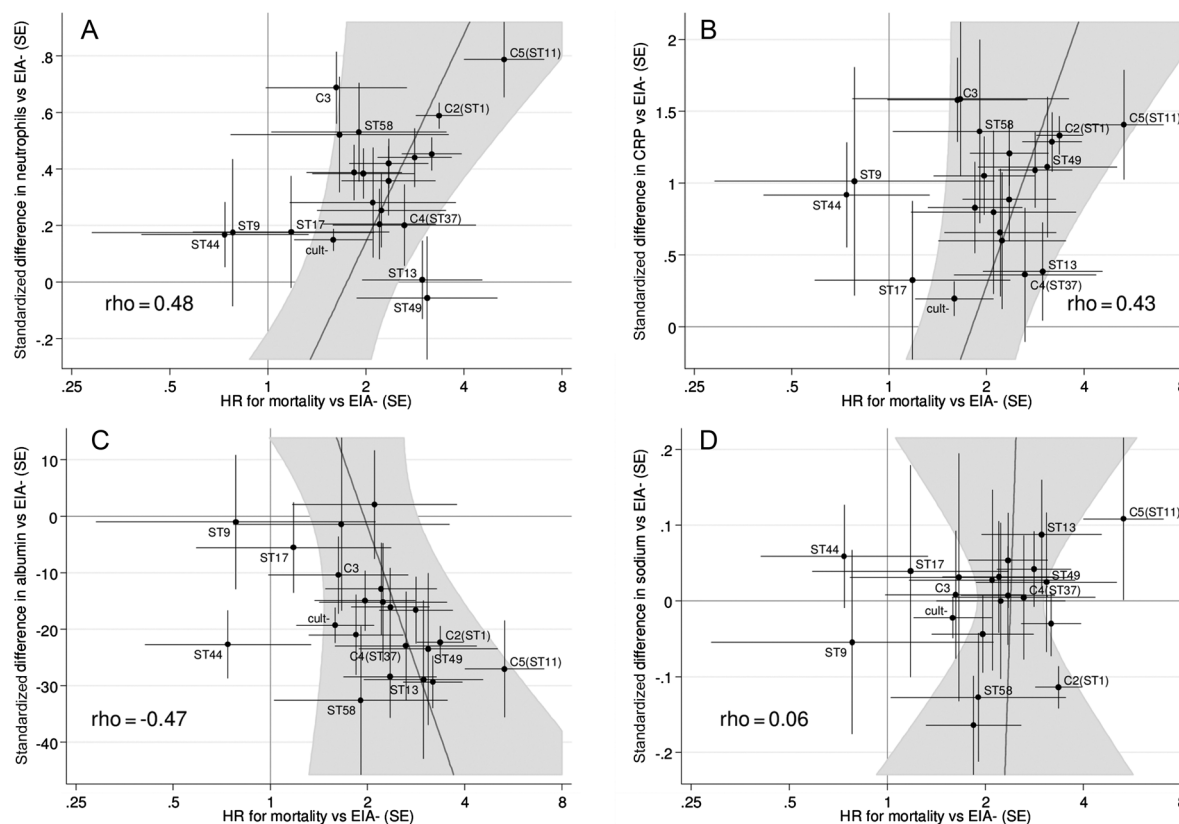 A
Standardized difference in neutrophils vs EIA- (SE)
.8
.6
.4
.2
0
-.2
C5(ST11)
C3
C2(ST1)
ST58
ST9
ST17
C4(ST37)
ST44
cult-
ST13
ST49
rho = 0.48
.25 .5 1 2 4 8
HR for mortality vs EIA- (SE)
B
Standardized difference in CRP vs EIA- (SE)
2
1.5
1
.5
0
C3
ST58
C2(ST1)
C5(ST11)
ST49
ST9
ST44
ST13
ST17
C4(ST37)
cult-
rho = 0.43
.25 .5 1 2 4 8
HR for mortality vs EIA- (SE)
C
Standardized difference in albumin vs EIA- (SE)
10
0
-10
-20
-30
-40
ST9
ST17
C3
cult-
C2(ST1)
ST44
C4(ST37)
ST49
C5(ST11)
ST13
ST58
rho = -0.47
.25 .5 1 2 4 8
HR for mortality vs EIA- (SE)
D
Standardized difference in sodium vs EIA- (SE)
.2
.1
0
-.1
-.2
C5(ST11)
ST13
ST44
ST17
ST49
C3
C4(ST37)
cult-
ST9
C2(ST1)
ST58
rho = 0.06
.25 .5 1 2 4 8
HR for mortality vs EIA- (SE)